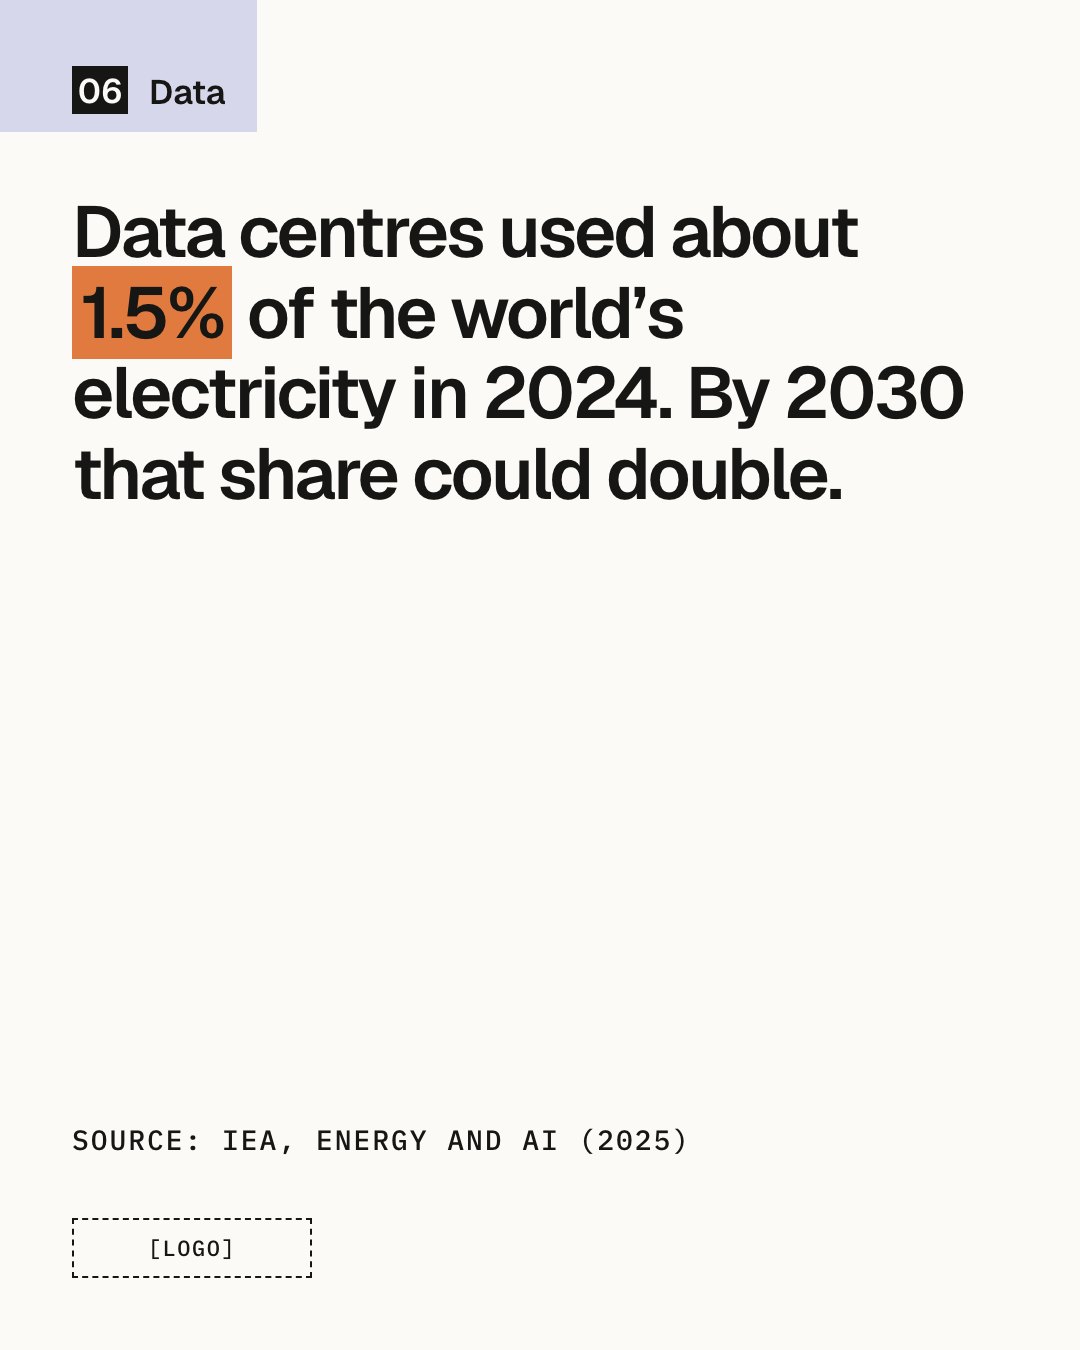 06 Data
Data centres used about
1.5% of the world’s
electricity in 2024. By 2030
that share could double.
SOURCE: IEA, ENERGY AND AI (2025)
[LOGO]